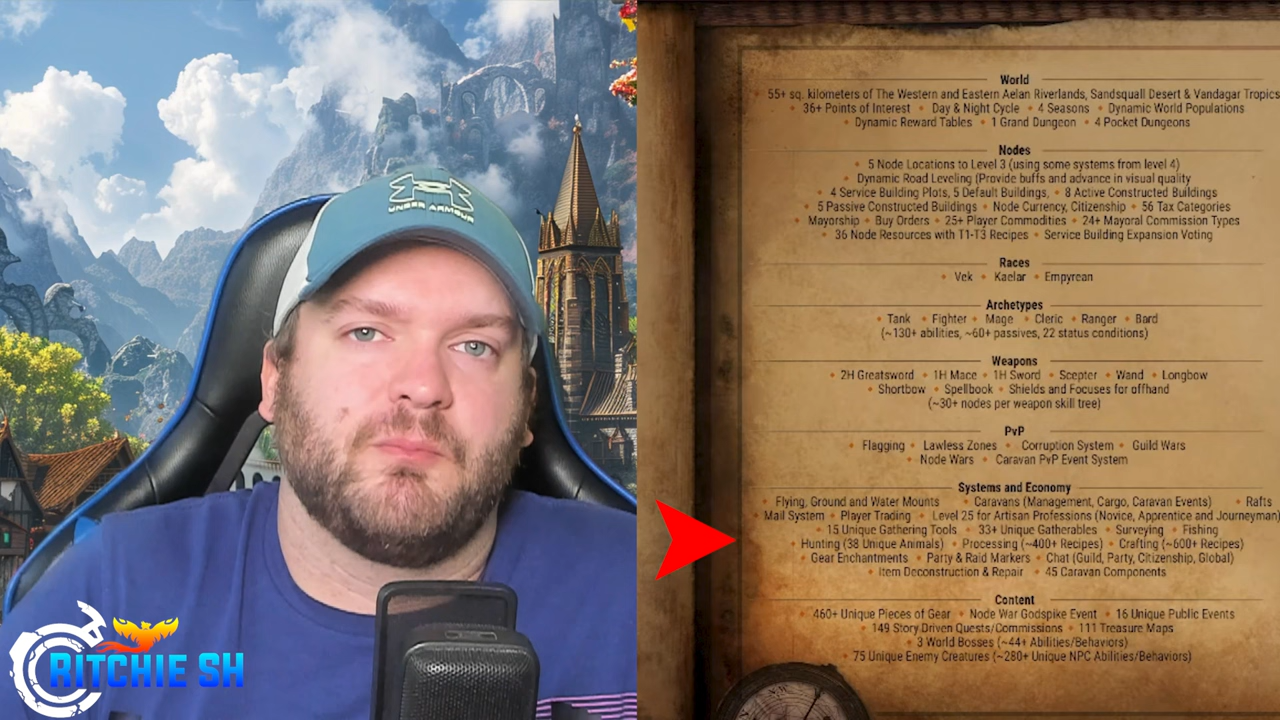 UNDER ARMOUR
RITCHIE SH
World
55+ sq. kilometers of The Western and Eastern Aelan Riverlands, Sandsquall Desert & Vandagar Tropics
• 36+ Points of Interest • Day & Night Cycle • 4 Seasons • Dynamic World Populations
• Dynamic Reward Tables • 1 Grand Dungeon • 4 Pocket Dungeons
Nodes
• 5 Node Locations to Level 3 (using some systems from level 4)
• Dynamic Road Leveling (Provide buffs and advance in visual quality
• 4 Service Building Plots, 5 Default Buildings, • 8 Active Constructed Buildings
• 5 Passive Constructed Buildings • Node Currency, Citizenship • 56 Tax Categories
Mayorship • Buy Orders • 25+ Player Commodities • 24+ Mayoral Commission Types
• 36 Node Resources with T1-T3 Recipes • Service Building Expansion Voting
Races
• Vek • Kaelar • Empyrean
Archetypes
• Tank • Fighter • Mage • Cleric • Ranger • Bard
(~130+ abilities, ~60+ passives, 22 status conditions)
Weapons
• 2H Greatsword • 1H Mace • 1H Sword • Scepter • Wand • Longbow
• Shortbow • Spellbook • Shields and Focuses for offhand
(~30+ nodes per weapon skill tree)
PvP
• Flagging • Lawless Zones • Corruption System • Guild Wars
• Node Wars • Caravan PvP Event System
Systems and Economy
• Flying, Ground and Water Mounts • Caravans (Management, Cargo, Caravan Events) • Rafts
Mail System • Player Trading • Level 25 for Artisan Professions (Novice, Apprentice and Journeyman)
• 15 Unique Gathering Tools • 33+ Unique Gatherables • Surveying • Fishing
• Hunting (38 Unique Animals) • Processing (~400+ Recipes) • Crafting (~600+ Recipes)
• Gear Enchantments • Party & Raid Markers • Chat (Guild, Party, Citizenship, Global)
• Item Deconstruction & Repair • 45 Caravan Components
Content
• 460+ Unique Pieces of Gear • Node War Godspike Event • 16 Unique Public Events
• 149 Story Driven Quests/Commissions • 111 Treasure Maps
• 3 World Bosses (~44+ Abilities/Behaviors)
• 75 Unique Enemy Creatures (~280+ Unique NPC Abilities/Behaviors)